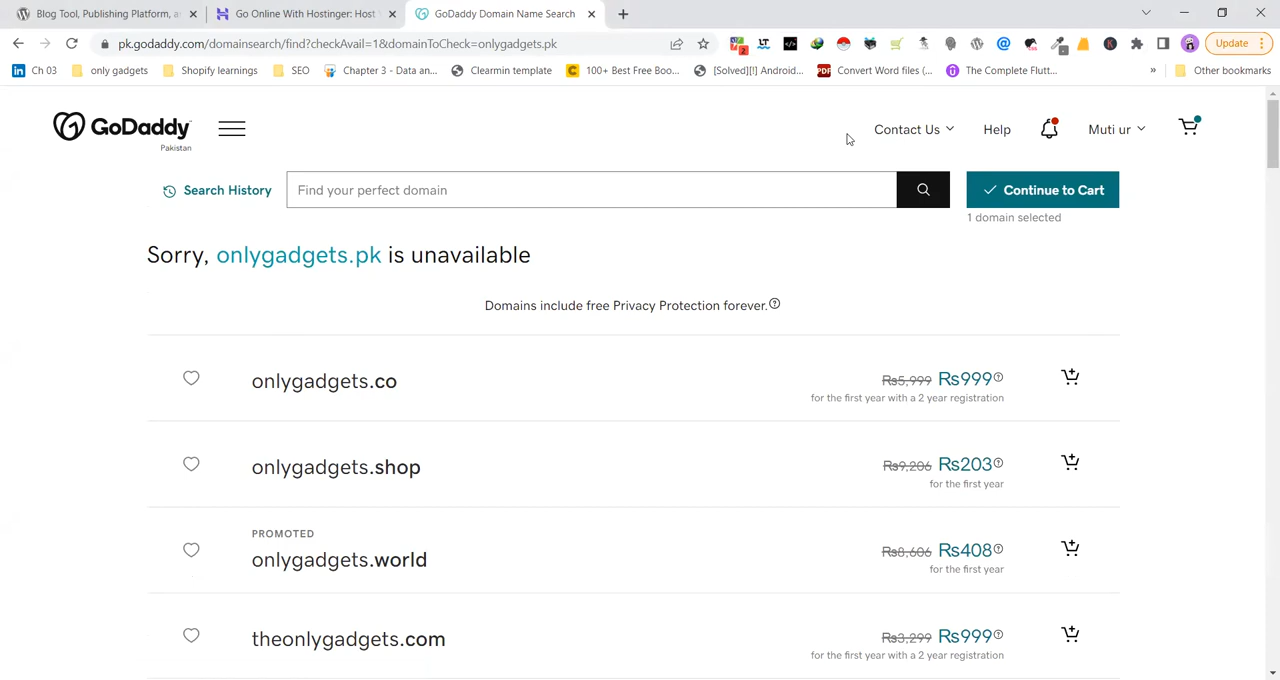 Blog Tool, Publishing Platform, a
Go Online With Hostinger: Host
GoDaddy Domain Name Search
pk.godaddy.com/domainsearch/find?checkAvail=1&domainToCheck=onlygadgets.pk
Update
Ch 03
only gadgets
Shopify learnings
SEO
Chapter 3 - Data an...
Clearmin template
100+ Best Free Boo...
[Solved][!] Android...
Convert Word files (...
The Complete Flutt...
»
Other bookmarks
GoDaddy
Pakistan
Contact Us
Help
Muti ur
Search History
Find your perfect domain
Continue to Cart
1 domain selected
Sorry, onlygadgets.pk is unavailable
Domains include free Privacy Protection forever.
onlygadgets.co
Rs5,999 Rs999
for the first year with a 2 year registration
onlygadgets.shop
Rs9,206 Rs203
for the first year
PROMOTED
onlygadgets.world
Rs8,606 Rs408
for the first year
theonlygadgets.com
Rs3,299 Rs999
for the first year with a 2 year registration